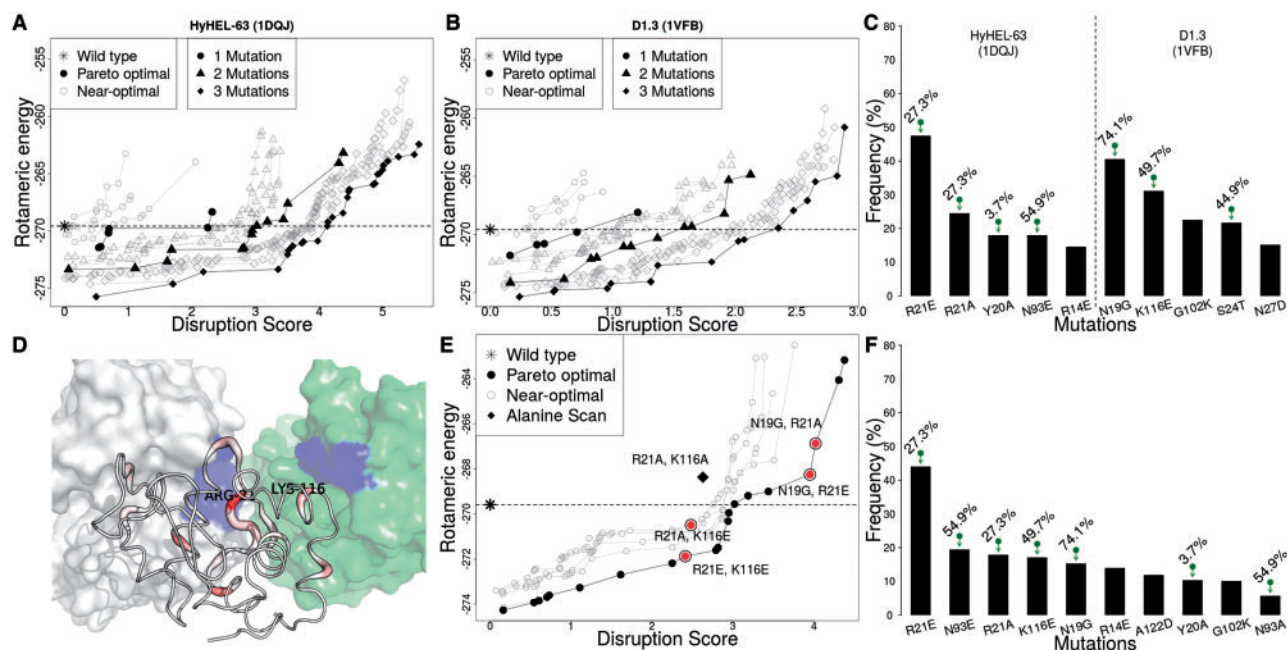 A
HyHEL-63 (1DQJ)
Wild type
Pareto optimal
Near-optimal
1 Mutation
2 Mutations
3 Mutations
Rotameric energy
-255
-260
-265
-270
-275
0 1 2 3 4 5
Disruption Score
B
D1.3 (1VFB)
Wild type
Pareto optimal
Near-optimal
1 Mutation
2 Mutations
3 Mutations
Rotameric energy
-255
-260
-265
-270
-275
0.0 0.5 1.0 1.5 2.0 2.5 3.0
Disruption Score
C
HyHEL-63
(1DQJ)
D1.3
(1VFB)
Frequency (%)
50
40
30
20
10
0
27.3%
27.3%
3.7%
54.9%
74.1%
49.7%
44.9%
R21E R21A Y20A N93E R14E N19G K116E G102K S24T N27D
Mutations
D
LYS-116
E
Wild type
Pareto optimal
Near-optimal
Alanine Scan
Rotameric energy
-264
-266
-268
-270
-272
-274
N19G, R21A
R21A, K116A
N19G, R21E
R21A, K116E
R21E, K116E
0 1 2 3 4
Disruption Score
F
Frequency (%)
50
40
30
20
10
0
27.3%
54.9%
27.3%
49.7%
74.1%
3.7%
54.9%
R21E N93E R21A K116E N19G R14E A122D Y20A G102K N93A
Mutations